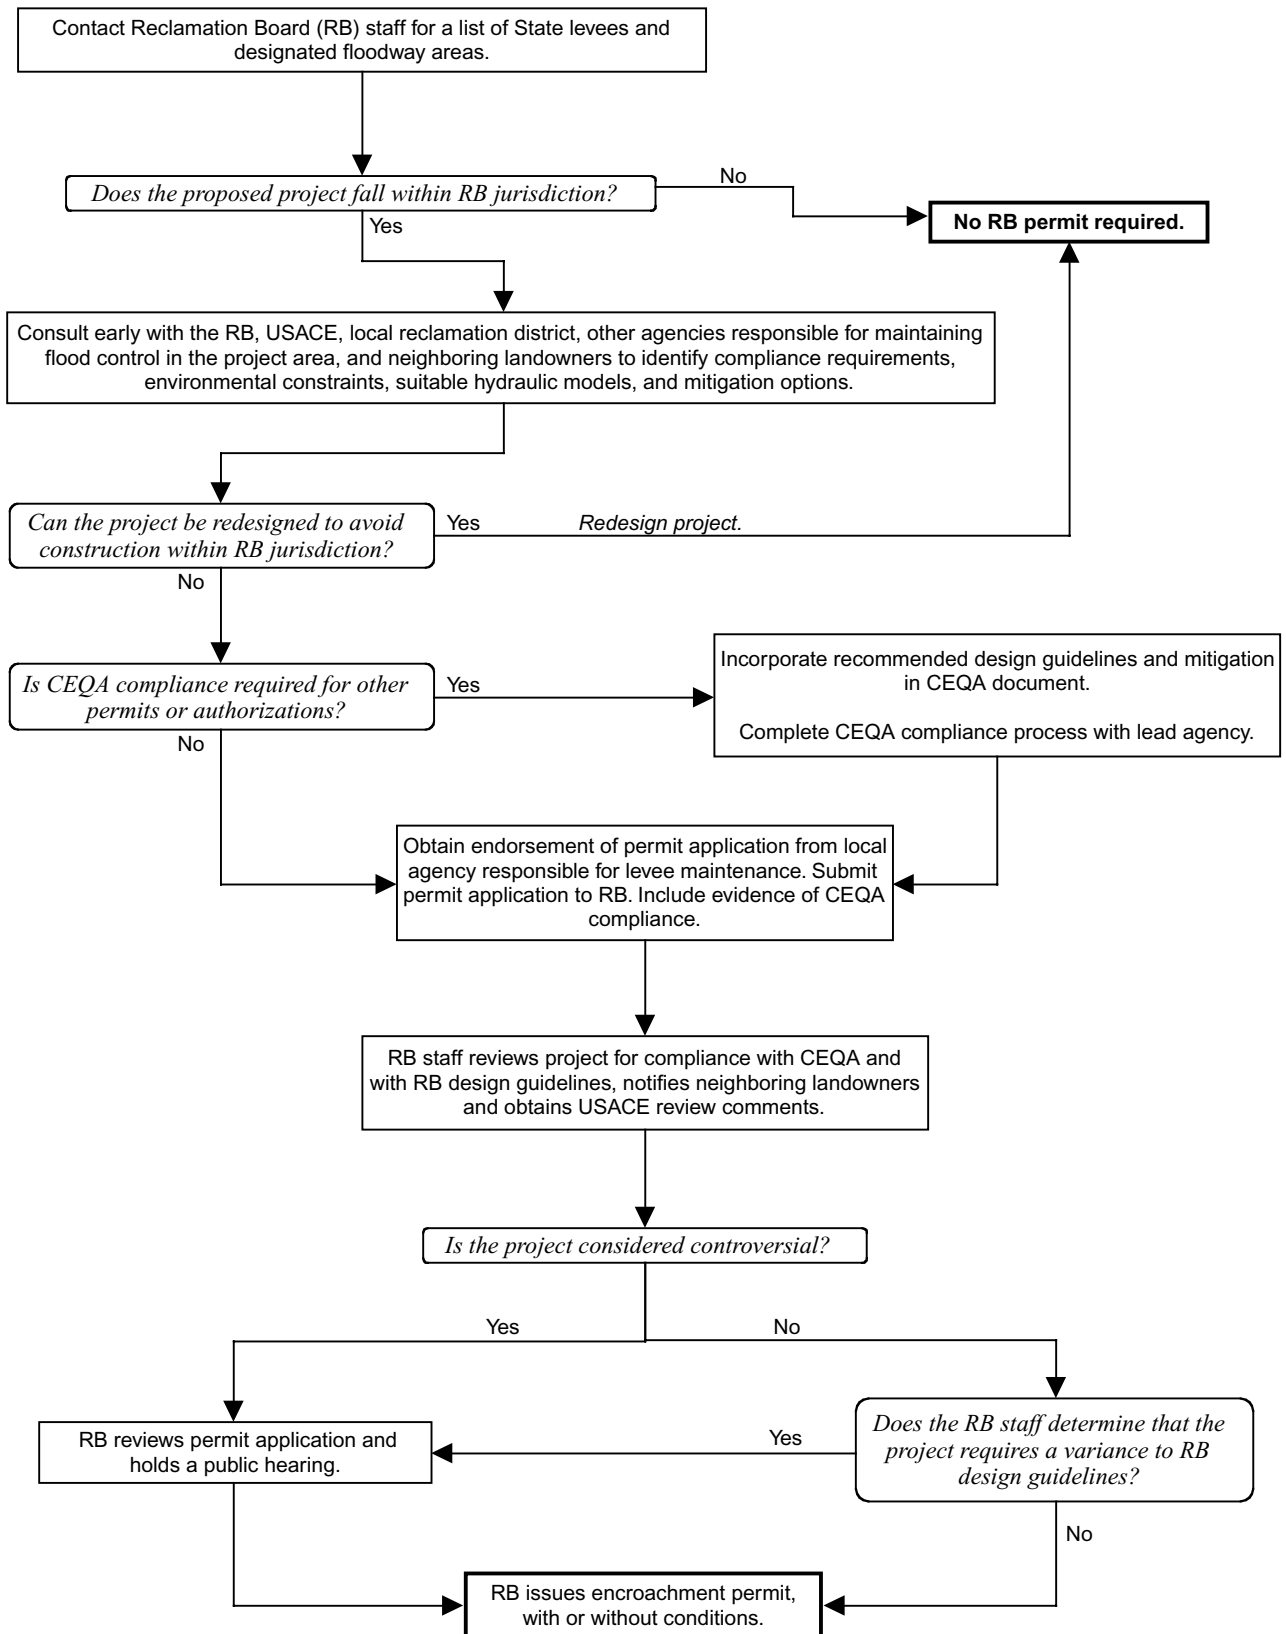 Contact Reclamation Board (RB) staff for a list of State levees and
designated floodway areas.
Does the proposed project fall within RB jurisdiction?
No
No RB permit required.
Yes
Consult early with the RB, USACE, local reclamation district, other agencies responsible for maintaining
flood control in the project area, and neighboring landowners to identify compliance requirements,
environmental constraints, suitable hydraulic models, and mitigation options.
Can the project be redesigned to avoid
construction within RB jurisdiction?
Yes
Redesign project.
No
Is CEQA compliance required for other
permits or authorizations?
Yes
Incorporate recommended design guidelines and mitigation
in CEQA document.
Complete CEQA compliance process with lead agency.
No
Obtain endorsement of permit application from local
agency responsible for levee maintenance. Submit
permit application to RB. Include evidence of CEQA
compliance.
RB staff reviews project for compliance with CEQA and
with RB design guidelines, notifies neighboring landowners
and obtains USACE review comments.
Is the project considered controversial?
Yes
No
RB reviews permit application and
holds a public hearing.
Yes
Does the RB staff determine that the
project requires a variance to RB
design guidelines?
No
RB issues encroachment permit,
with or without conditions.